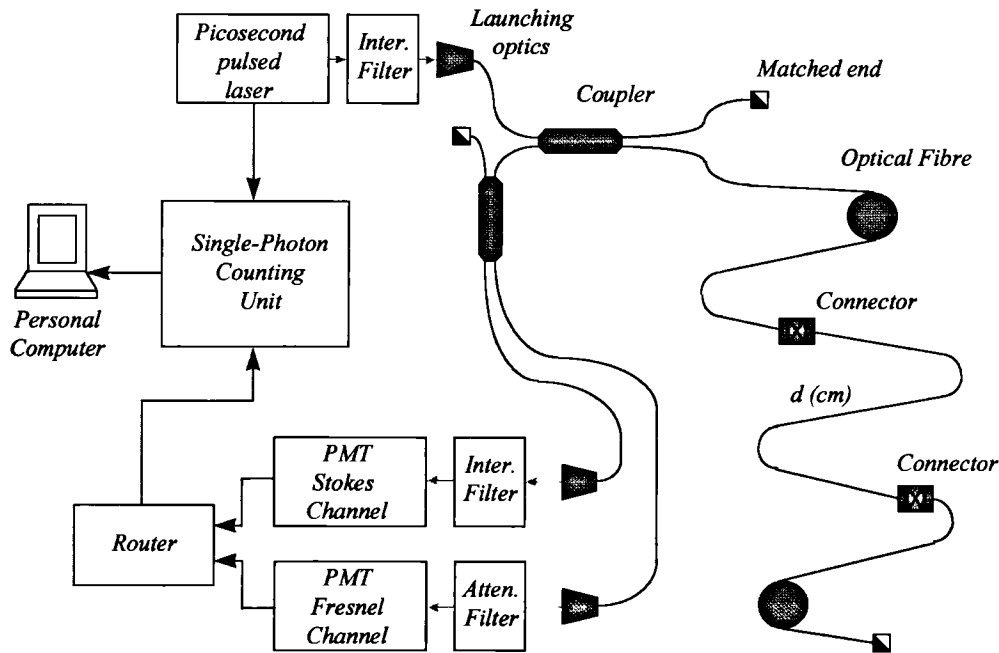 Picosecond
pulsed
laser
Inter.
Filter
Launching
optics
Coupler
Matched end
Optical Fibre
Single-Photon
Counting
Unit
Personal
Computer
Connector
d (cm)
Connector
PMT
Stokes
Channel
Inter.
Filter
Router
PMT
Fresnel
Channel
Atten.
Filter